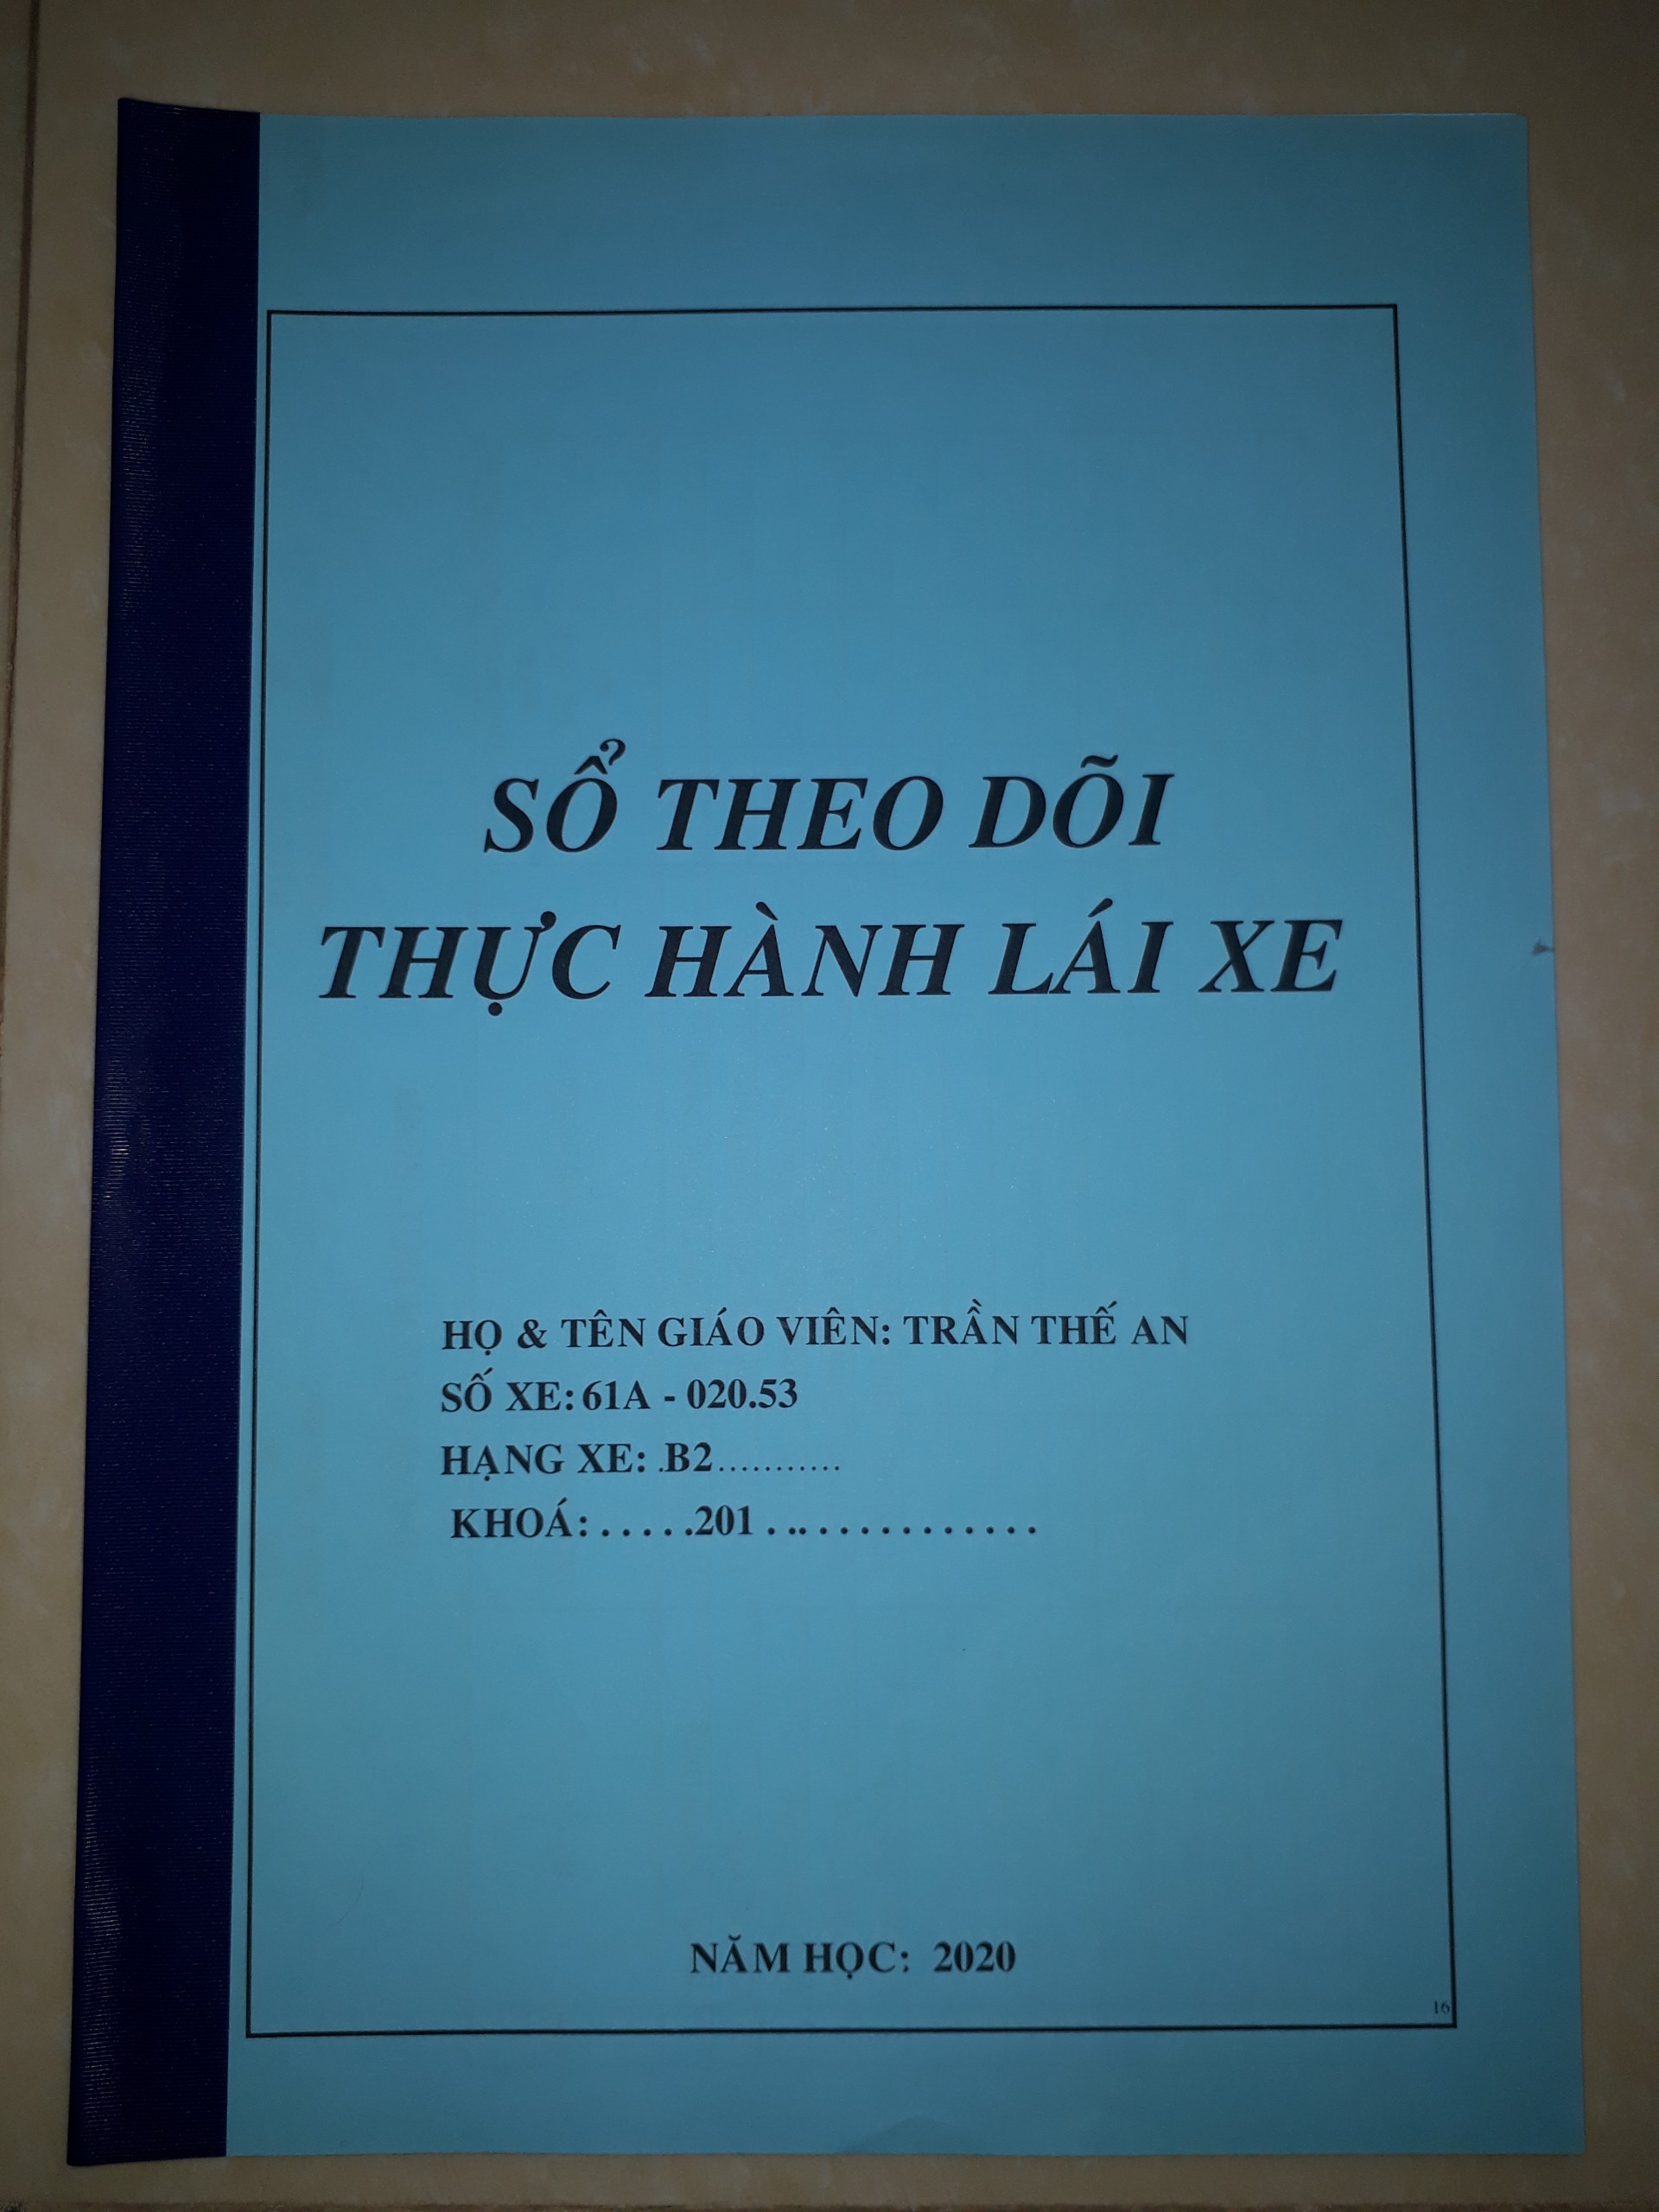 SỔ THEO DÕI
THỰC HÀNH LÁI XE
HỌ & TÊN GIÁO VIÊN: TRẦN THẾ AN
SỐ XE: 61A - 020.53
HẠNG XE: .B2...........
KHOÁ: . . . . .201 . .. . . . . . . . . . . .
NĂM HỌC: 2020
16